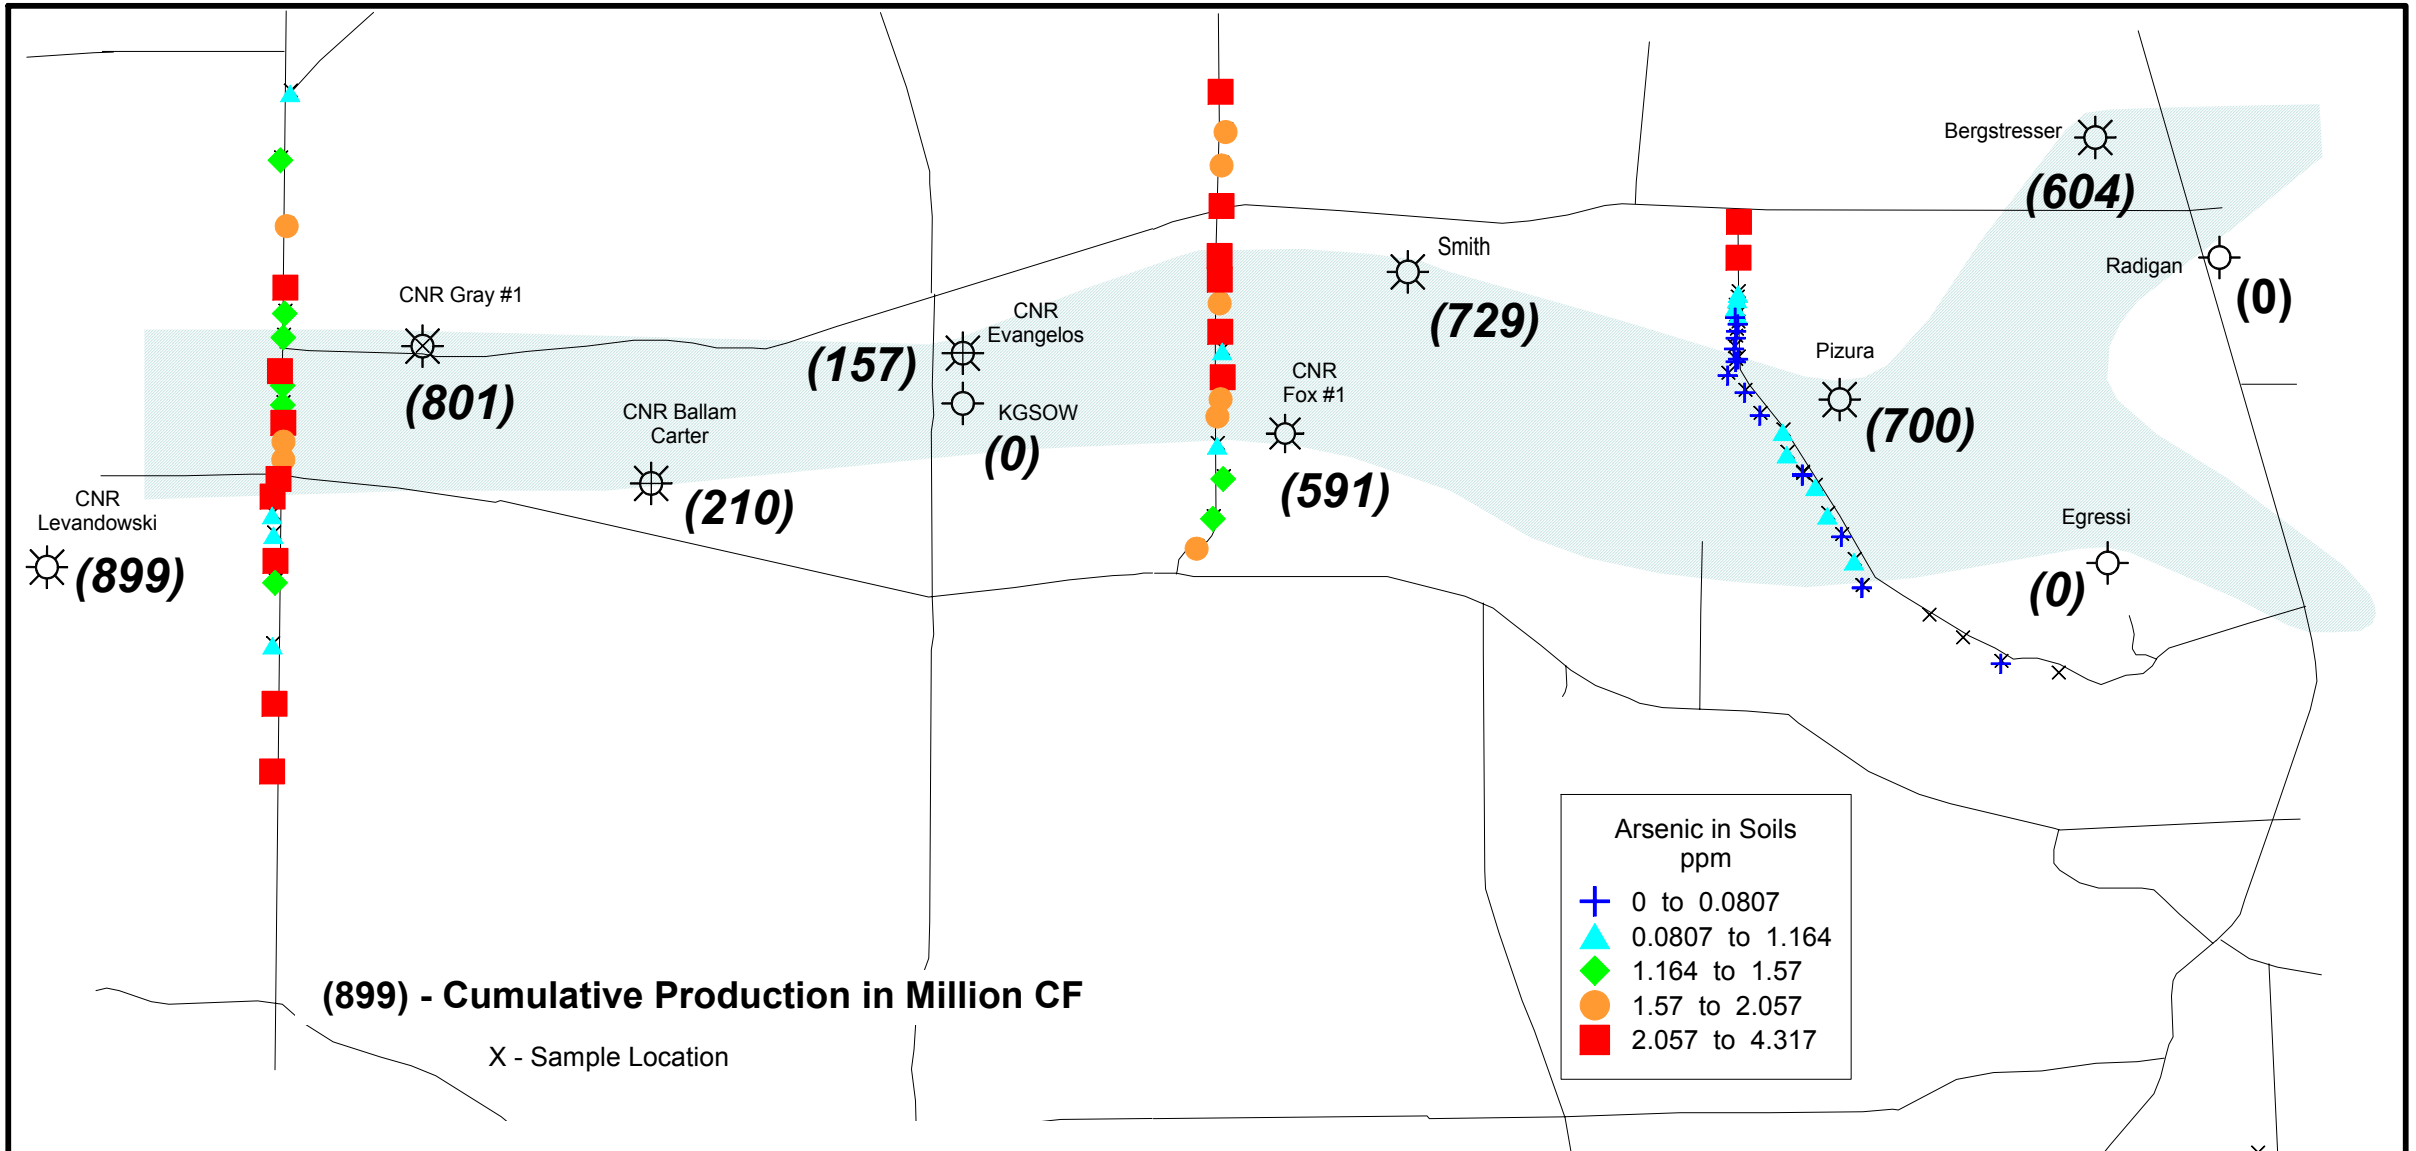 Bergstresser
(604)
Smith
Radigan
(0)
CNR Gray #1
CNR
Evangelos
(729)
(157)
Pizura
(801)
CNR
Fox #1
CNR Ballam
Carter
KGSOW
(700)
(0)
CNR
Levandowski
(210)
(591)
Egressi
(899)
(0)
Arsenic in Soils
ppm
0 to 0.0807
0.0807 to 1.164
1.164 to 1.57
1.57 to 2.057
2.057 to 4.317
(899) - Cumulative Production in Million CF
X - Sample Location